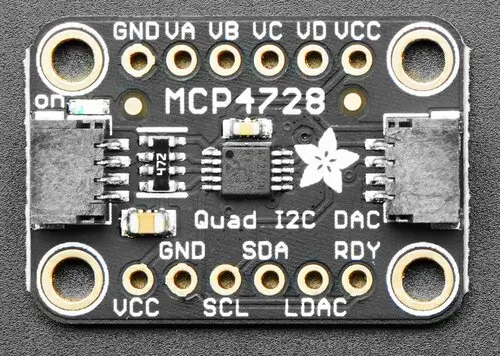 GND VA VB VC VD VCC
on
MCP4728
472
Quad I2C DAC
GND SDA RDY
VCC SCL LDAC